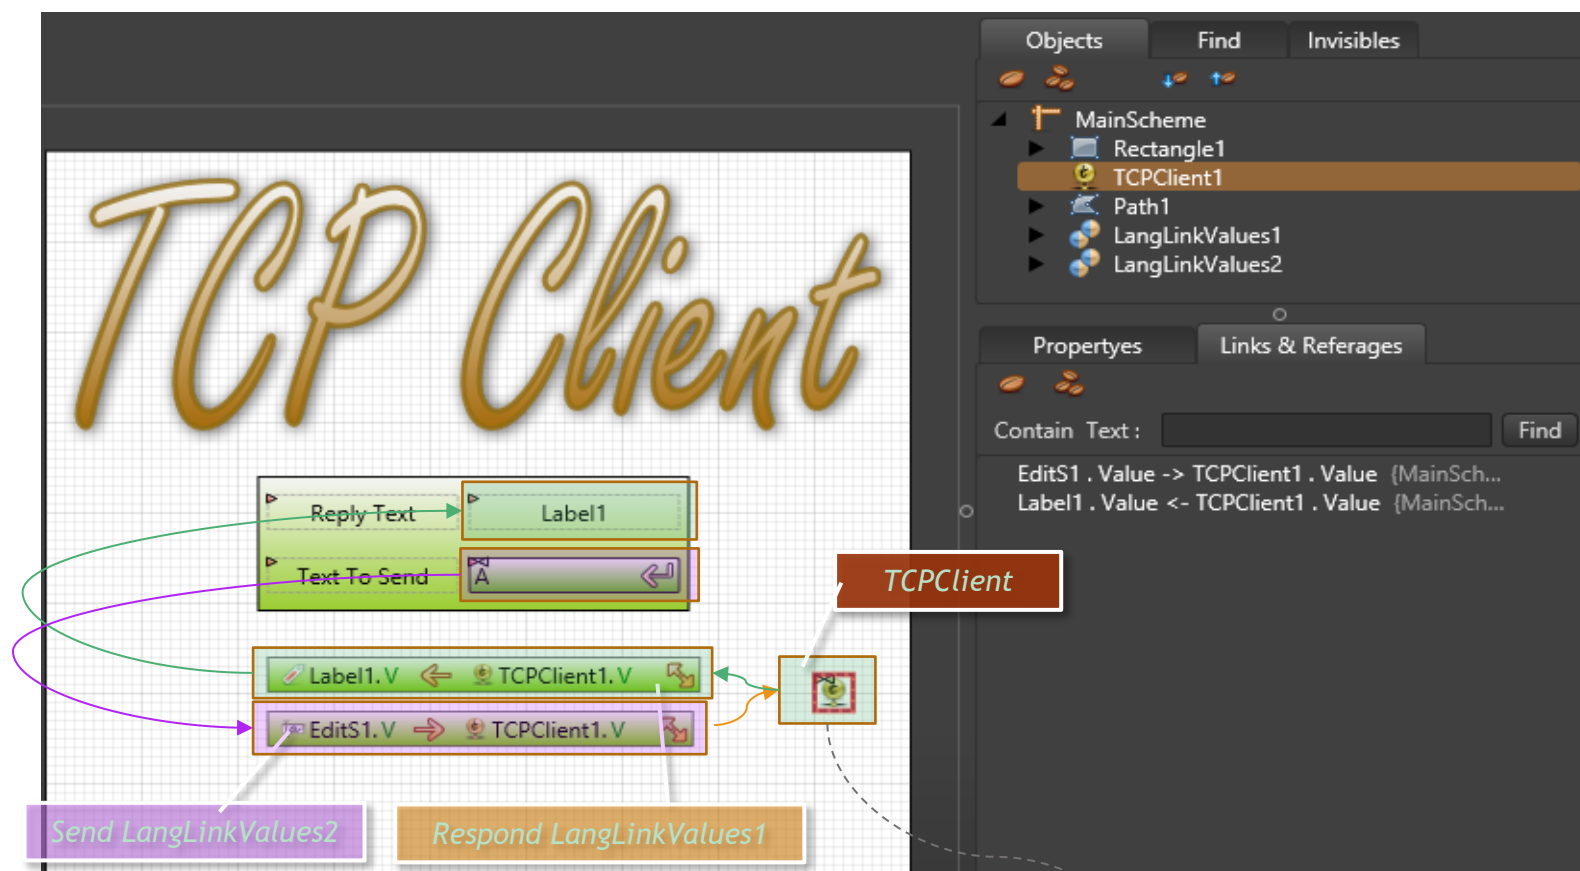 Objects
Find
Invisibles
MainScheme
Rectangle1
TCPClient1
Path1
LangLinkValues1
LangLinkValues2
Propertyes
Links & Referages
Contain Text:
Find
EditS1 . Value -> TCPClient1 . Value {MainSch...
Label1 . Value <- TCPClient1 . Value {MainSch...
TCP Client
Reply Text
Label1
Text To Send
A
TCPClient
Label1. V
TCPClient1. V
EditS1. V
TCPClient1. V
Send LangLinkValues2
Respond LangLinkValues1